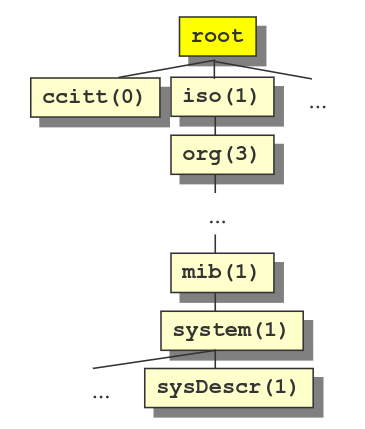 root
ccitt(0)
iso(1)
...
org(3)
...
mib(1)
system(1)
...
sysDescr(1)